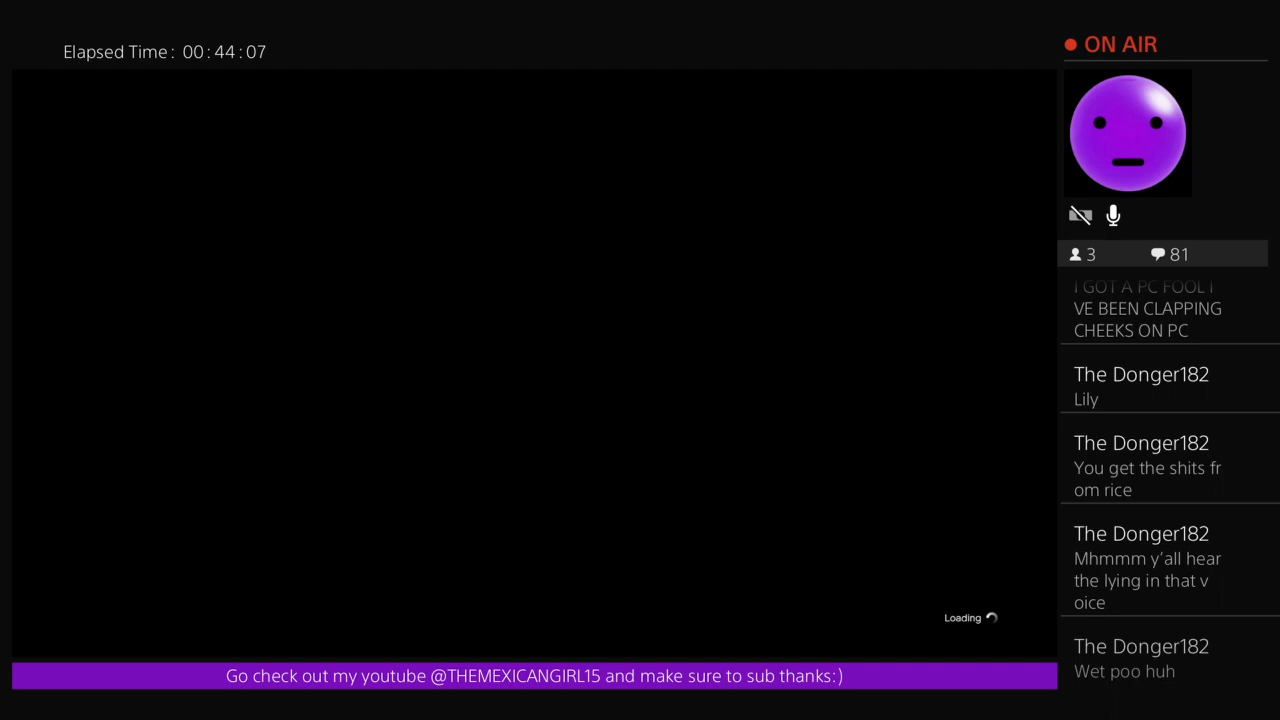 Elapsed Time: 00:44:07
ON AIR
3 81
I GOT A PC FOOL I
VE BEEN CLAPPING
CHEEKS ON PC
The Donger182
Lily
The Donger182
You get the shits fr
om rice
The Donger182
Mhmmm y'all hear
the lying in that v
oice
The Donger182
Wet poo huh
Loading
Go check out my youtube @THEMEXICANGIRL15 and make sure to sub thanks:)